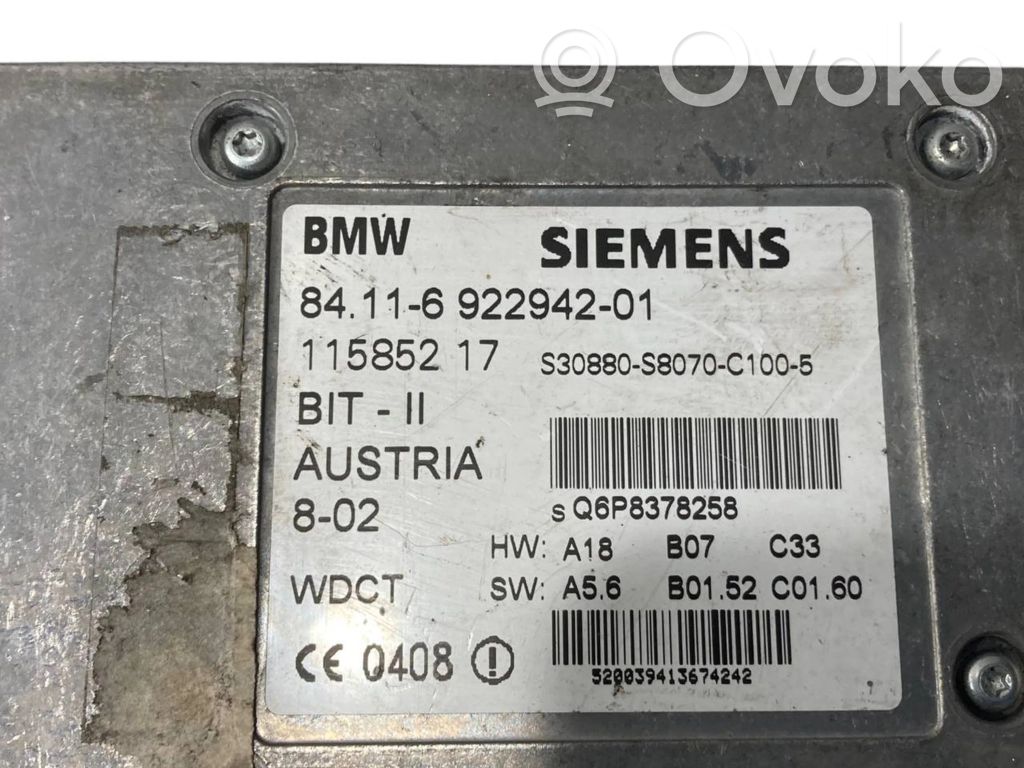 Ovoko
BMW SIEMENS
84.11-6 922942-01
115852 17 S30880-S8070-C100-5
BIT - II
AUSTRIA
8-02 S Q6P8378258
HW: A18 B07 C33
WDCT SW: A5.6 B01.52 C01.60
CE 0408
520039413674242